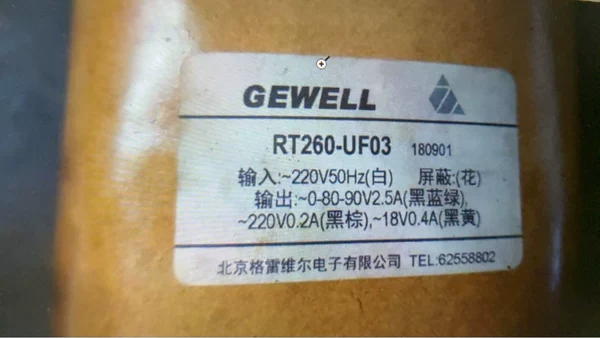 GEWELL
RT260-UF03 180901
输入:~220V50Hz(白) 屏蔽:(花)
输出:~0-80-90V2.5A(黑蓝绿),
~220V0.2A(黑棕),~18V0.4A(黑黄)
北京格雷维尔电子有限公司 TEL:62558802